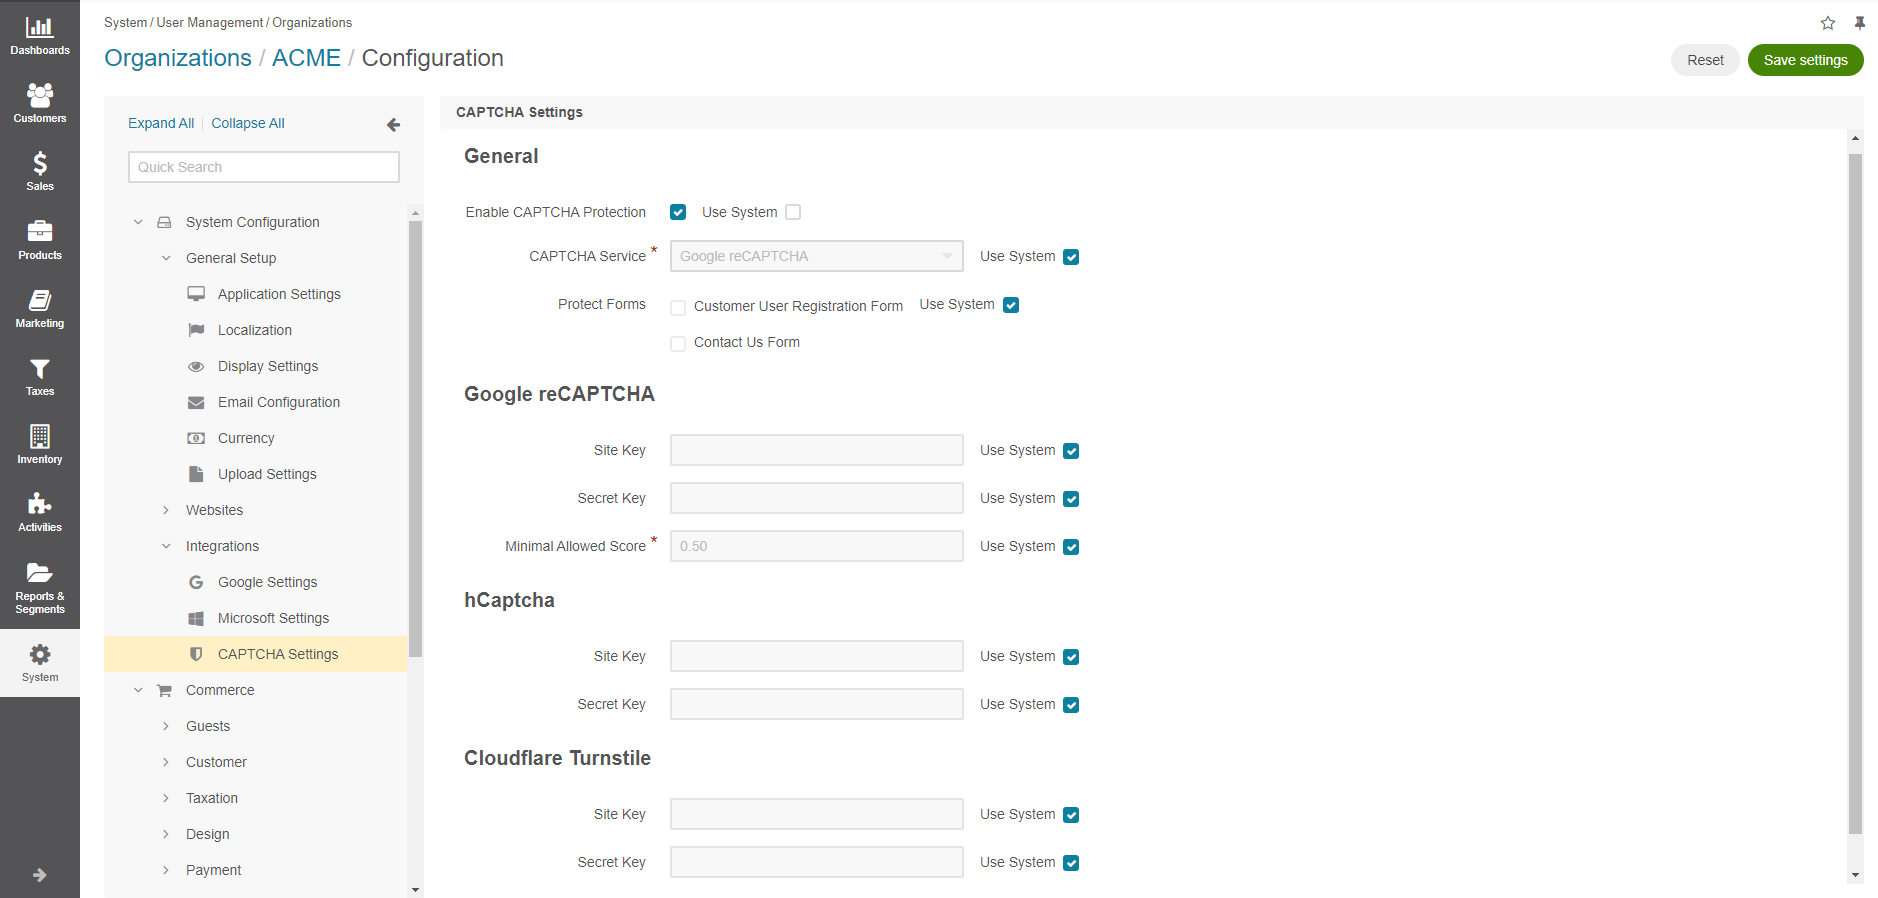 Dashboards
Customers
Sales
Products
Marketing
Taxes
Inventory
Activities
Reports &
Segments
System
System / User Management / Organizations
Organizations / ACME / Configuration
Reset
Save settings
Expand All
Collapse All
Quick Search
System Configuration
General Setup
Application Settings
Localization
Display Settings
Email Configuration
Currency
Upload Settings
Websites
Integrations
Google Settings
Microsoft Settings
CAPTCHA Settings
Commerce
Guests
Customer
Taxation
Design
Payment
CAPTCHA Settings
General
Enable CAPTCHA Protection Use System
CAPTCHA Service * Google reCAPTCHA Use System
Protect Forms Customer User Registration Form Use System
Contact Us Form
Google reCAPTCHA
Site Key Use System
Secret Key Use System
Minimal Allowed Score * 0.50 Use System
hCaptcha
Site Key Use System
Secret Key Use System
Cloudflare Turnstile
Site Key Use System
Secret Key Use System